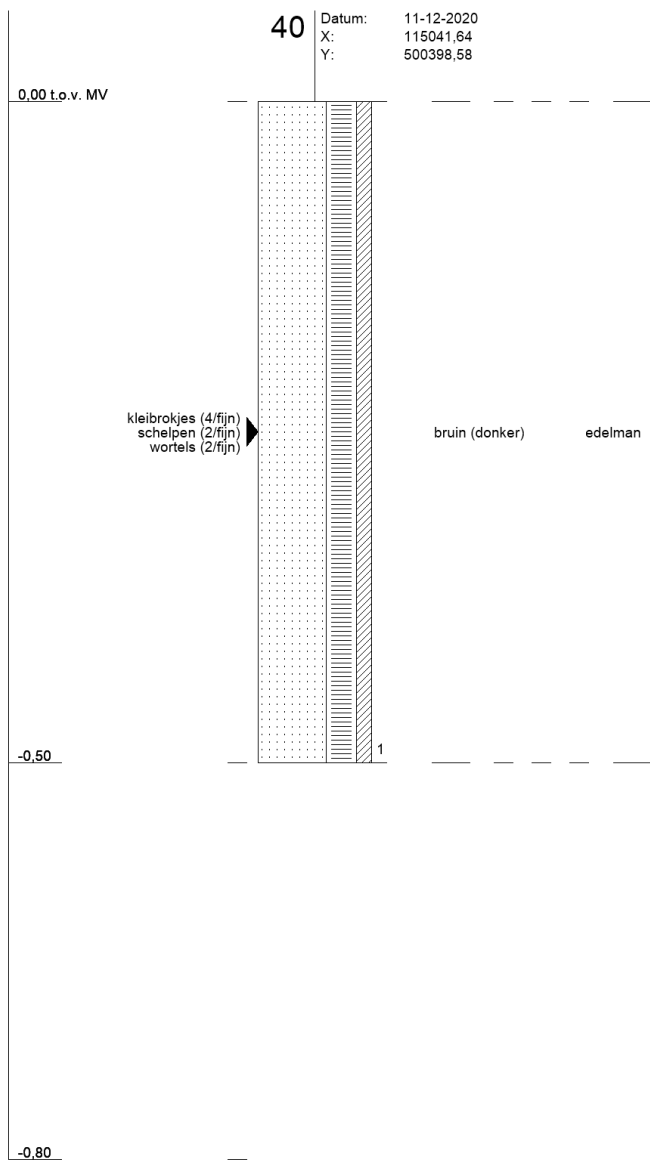 40
Datum: 11-12-2020
X: 115041,64
Y: 500398,58
0,00 t.o.v. MV
kleibrokjes (4/fijn)
schelpen (2/fijn)
wortels (2/fijn)
bruin (donker)
edelman
1
-0,50
-0,80